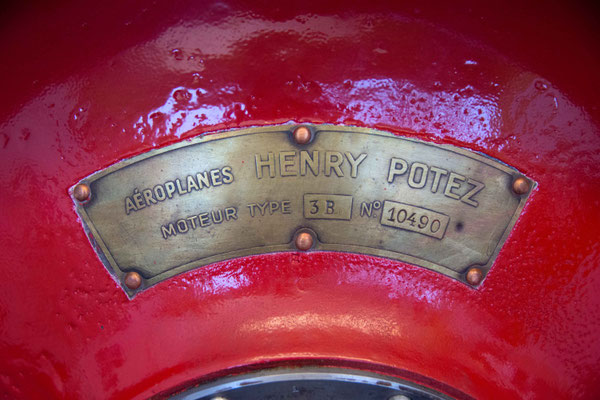 AÉROPLANES HENRY POTEZ
MOTEUR TYPE 3B Nº 10490